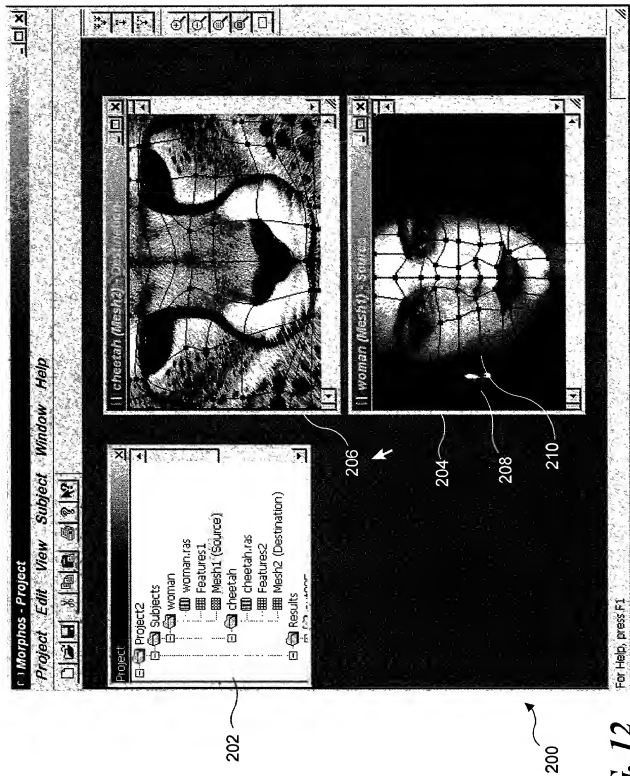 Morphos - Project
Project Edit View Subject Window Help
Project
Project2
Subjects
woman
woman.ras
Features1
Mesh1 (Source)
cheetah
cheetah.ras
Features2
Mesh2 (Destination)
Results
cheetah (Mesh2) - Destination
woman (Mesh1) - Source
For Help, press F1
202
206
204
208
210
200
12